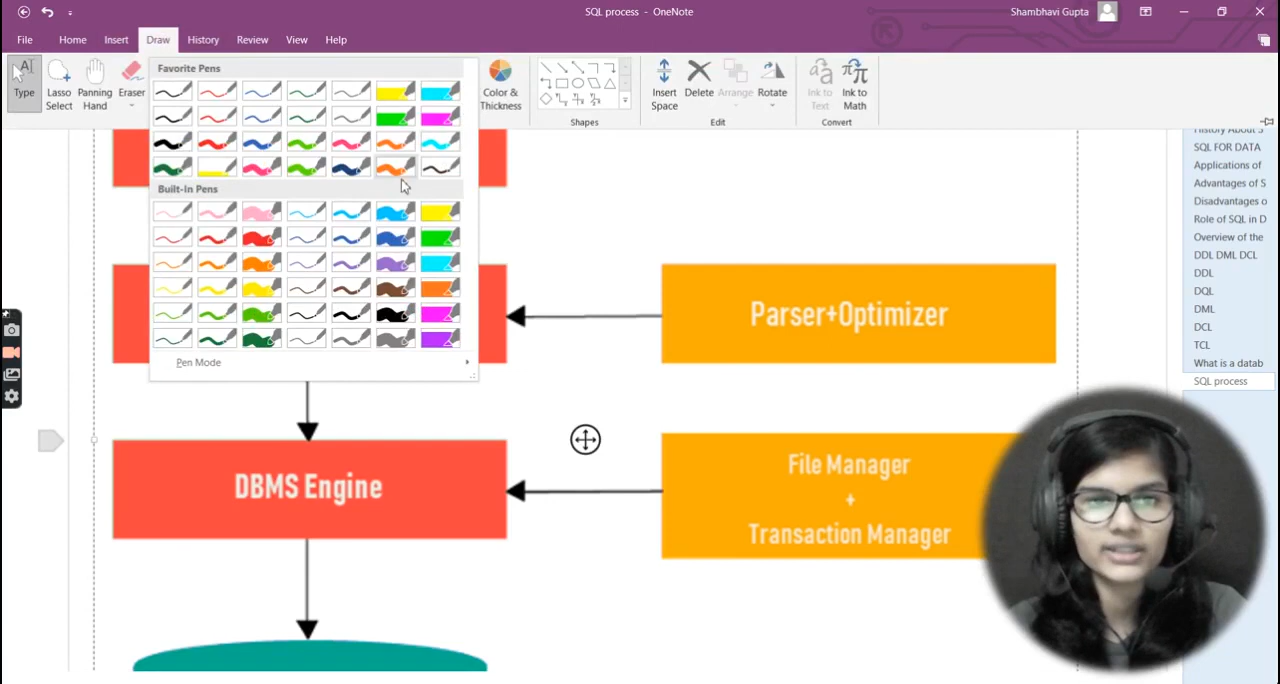 SQL process - OneNote
Shambhavi Gupta
File Home Insert Draw History Review View Help
Type
Lasso
Select
Panning
Hand
Eraser
Favorite Pens
Built-In Pens
Pen Mode
Color &
Thickness
Shapes
Insert
Space
Delete
Arrange
Rotate
Edit
Ink to
Text
Ink to
Math
Convert
Parser+Optimizer
DBMS Engine
File Manager
+
Transaction Manager
History About S
SQL FOR DATA
Applications of
Advantages of S
Disadvantages o
Role of SQL in D
Overview of the
DDL DML DCL
DDL
DQL
DML
DCL
TCL
What is a datab
SQL process